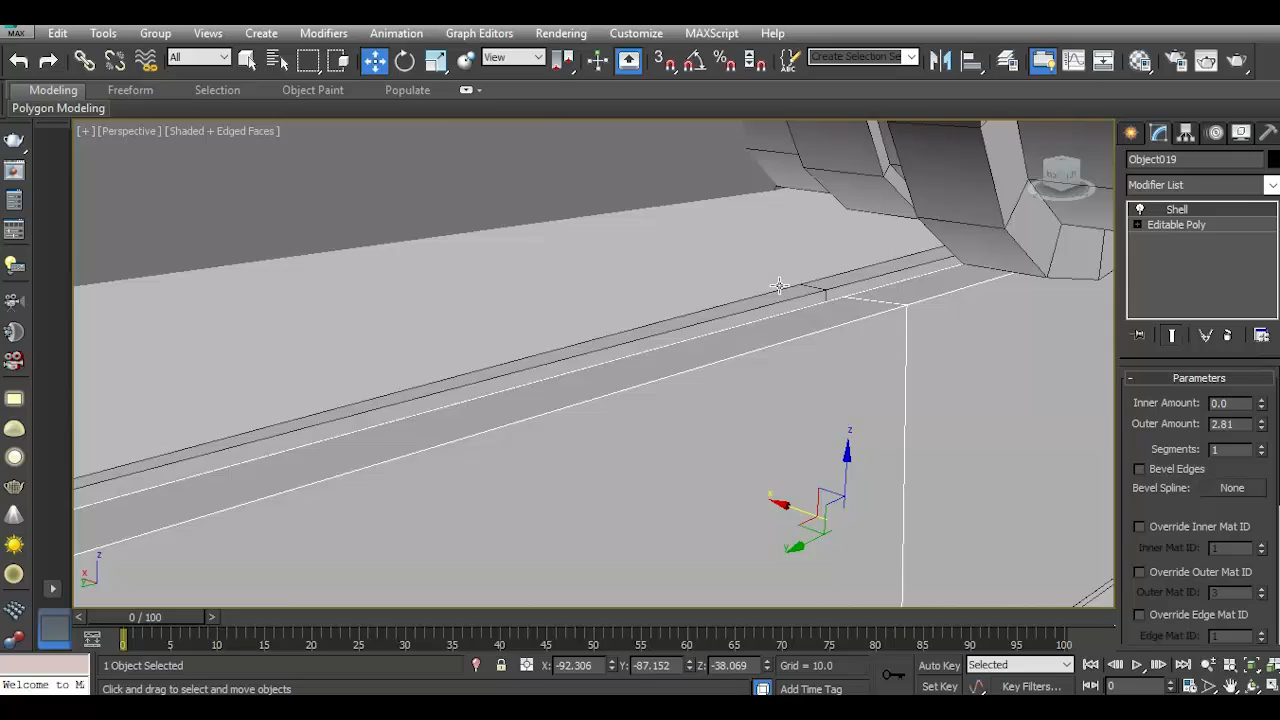 MAX Edit Tools Group Views Create Modifiers Animation Graph Editors Rendering Customize MAXScript Help
All View Create Selection Se
Modeling Freeform Selection Object Paint Populate
Polygon Modeling
[+] [Perspective] [Shaded + Edged Faces]
Object019
Modifier List
Shell
Editable Poly
Parameters
Inner Amount: 0.0
Outer Amount: 2.81
Segments: 1
Bevel Edges
Bevel Spline: None
Override Inner Mat ID
Inner Mat ID: 1
Override Outer Mat ID
Outer Mat ID: 3
Override Edge Mat ID
Edge Mat ID: 1
z
x
y
z
x
y
< 0 / 100 >
0 5 10 15 20 25 30 35 40 45 50 55 60 65 70 75 80 85 90 95 100
1 Object Selected X: -92.306 Y: -87.152 Z: -38.069 Grid = 10.0 Auto Key Selected
Welcome to M Click and drag to select and move objects Add Time Tag Set Key Key Filters... 0